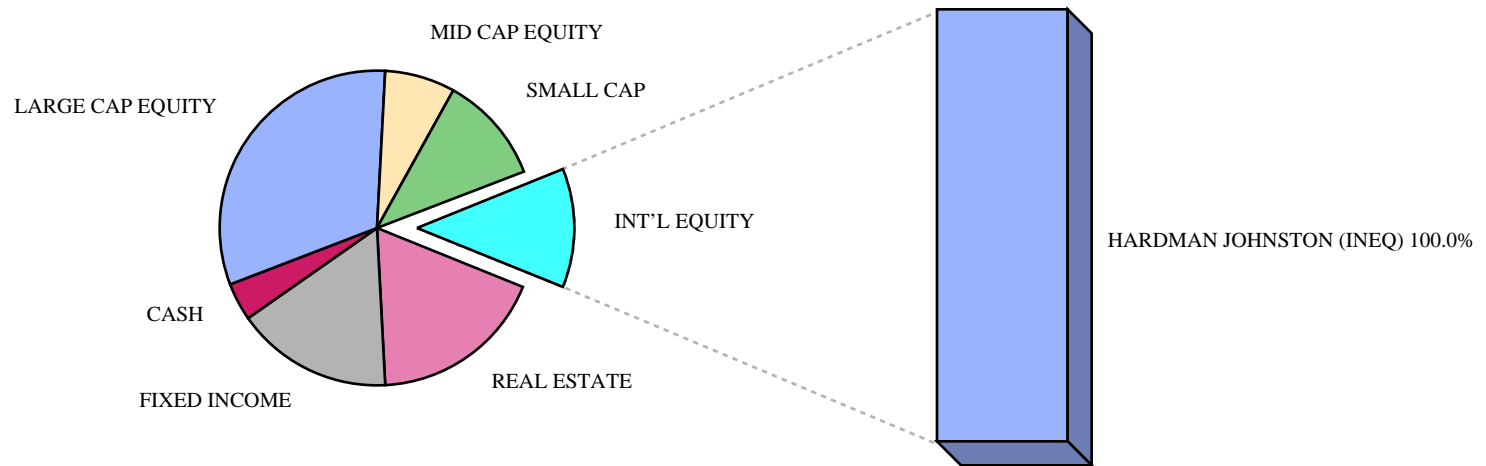 MID CAP EQUITY
SMALL CAP
LARGE CAP EQUITY
INT'L EQUITY
HARDMAN JOHNSTON (INEQ) 100.0%
CASH
REAL ESTATE
FIXED INCOME